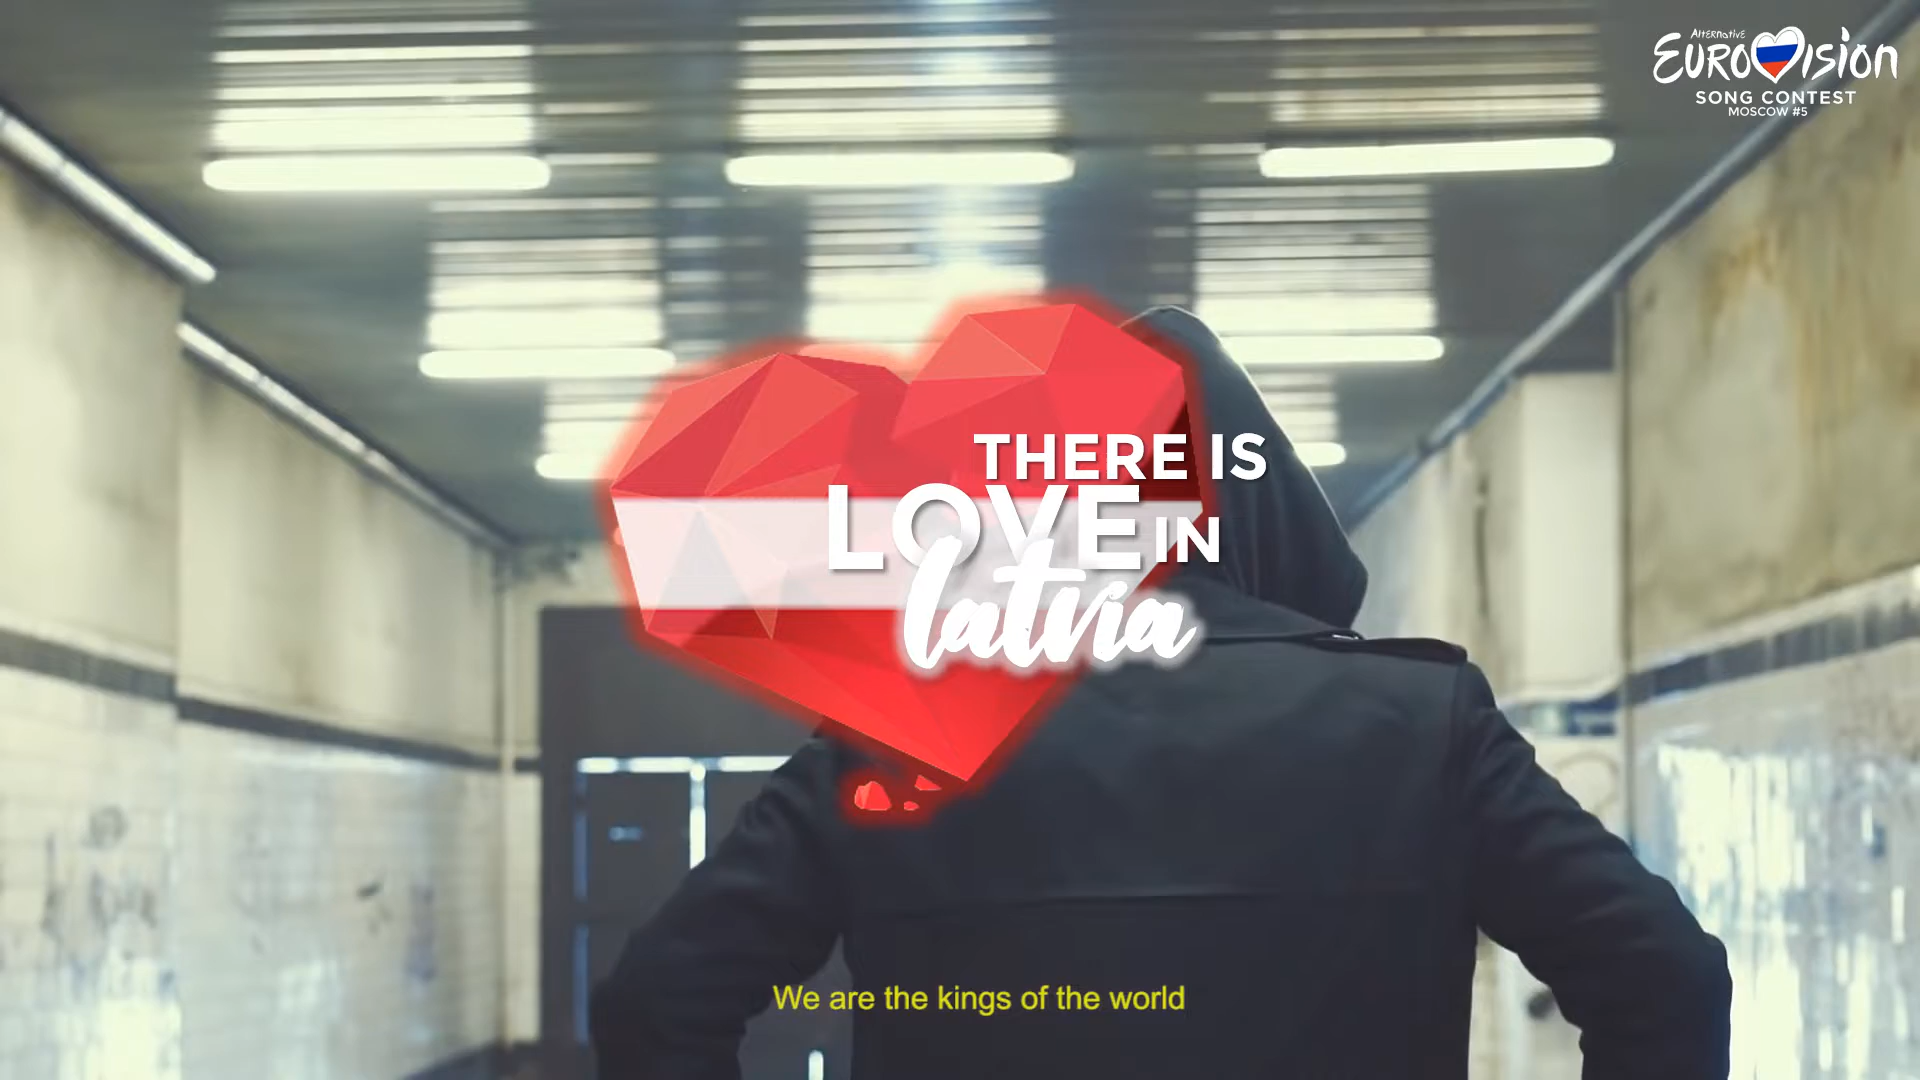 Alternative
EUROVISION
SONG CONTEST
MOSCOW #5
THERE IS
LOVE IN
latvia
We are the kings of the world